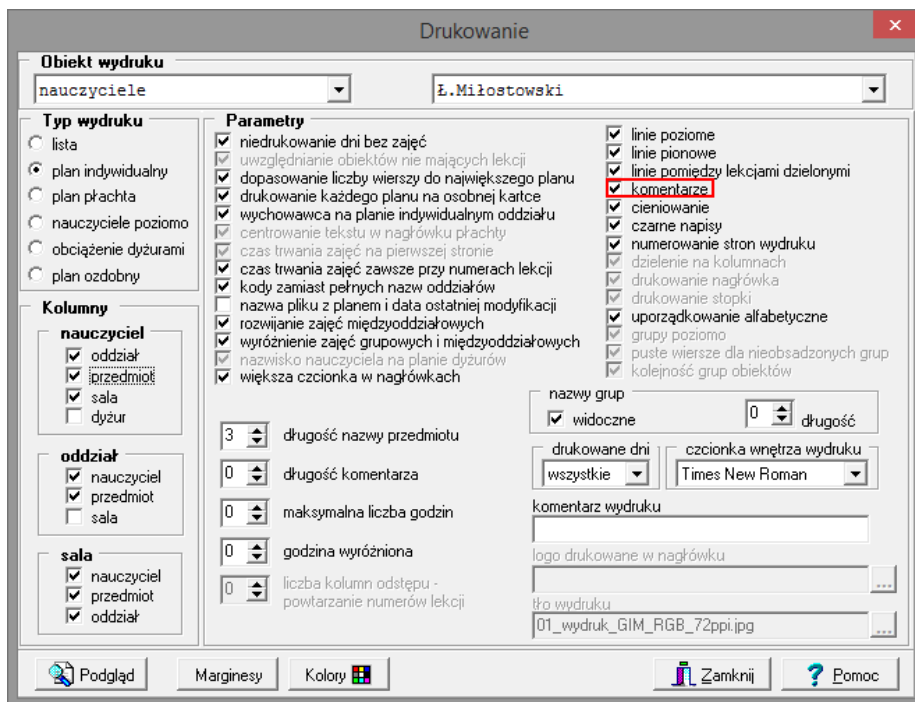 Drukowanie
Obiekt wydruku
nauczyciele
Ł.Miłostowski
Typ wydruku
lista
plan indywidualny
plan płachta
nauczyciele poziomo
obciążenie dyżurami
plan ozdobny
Kolumny
nauczyciel
oddział
przedmiot
sala
dyżur
oddział
nauczyciel
przedmiot
sala
sala
nauczyciel
przedmiot
oddział
Parametry
niedrukowanie dni bez zajęć
uwzględnianie obiektów nie mających lekcji
dopasowanie liczby wierszy do największego planu
drukowanie każdego planu na osobnej kartce
wychowawca na planie indywidualnym oddziału
centrowanie tekstu w nagłówku płachty
czas trwania zajęć na pierwszej stronie
czas trwania zajęć zawsze przy numerach lekcji
kody zamiast pełnych nazw oddziałów
nazwa pliku z planem i data ostatniej modyfikacji
rozwijanie zajęć międzyoddziałowych
wyróżnienie zajęć grupowych i międzyoddziałowych
nazwisko nauczyciela na planie dyżurów
większa czcionka w nagłówkach
linie poziome
linie pionowe
linie pomiędzy lekcjami dzielonymi
komentarze
cieniowanie
czarne napisy
numerowanie stron wydruku
dzielenie na kolumnach
drukowanie nagłówka
drukowanie stopki
uporządkowanie alfabetyczne
grupy poziomo
puste wiersze dla nieobsadzonych grup
kolejność grup obiektów
3 długość nazwy przedmiotu
0 długość komentarza
0 maksymalna liczba godzin
0 godzina wyróżniona
0 liczba kolumn odstępu -
powtarzanie numerów lekcji
nazwy grup
widoczne
0 długość
drukowane dni
wszystkie
czcionka wnętrza wydruku
Times New Roman
komentarz wydruku
logo drukowane w nagłówku
...
tło wydruku
01_wydruk_GIM_RGB_72ppi.jpg
...
Podgląd
Marginesy
Kolory
Zamknij
Pomoc